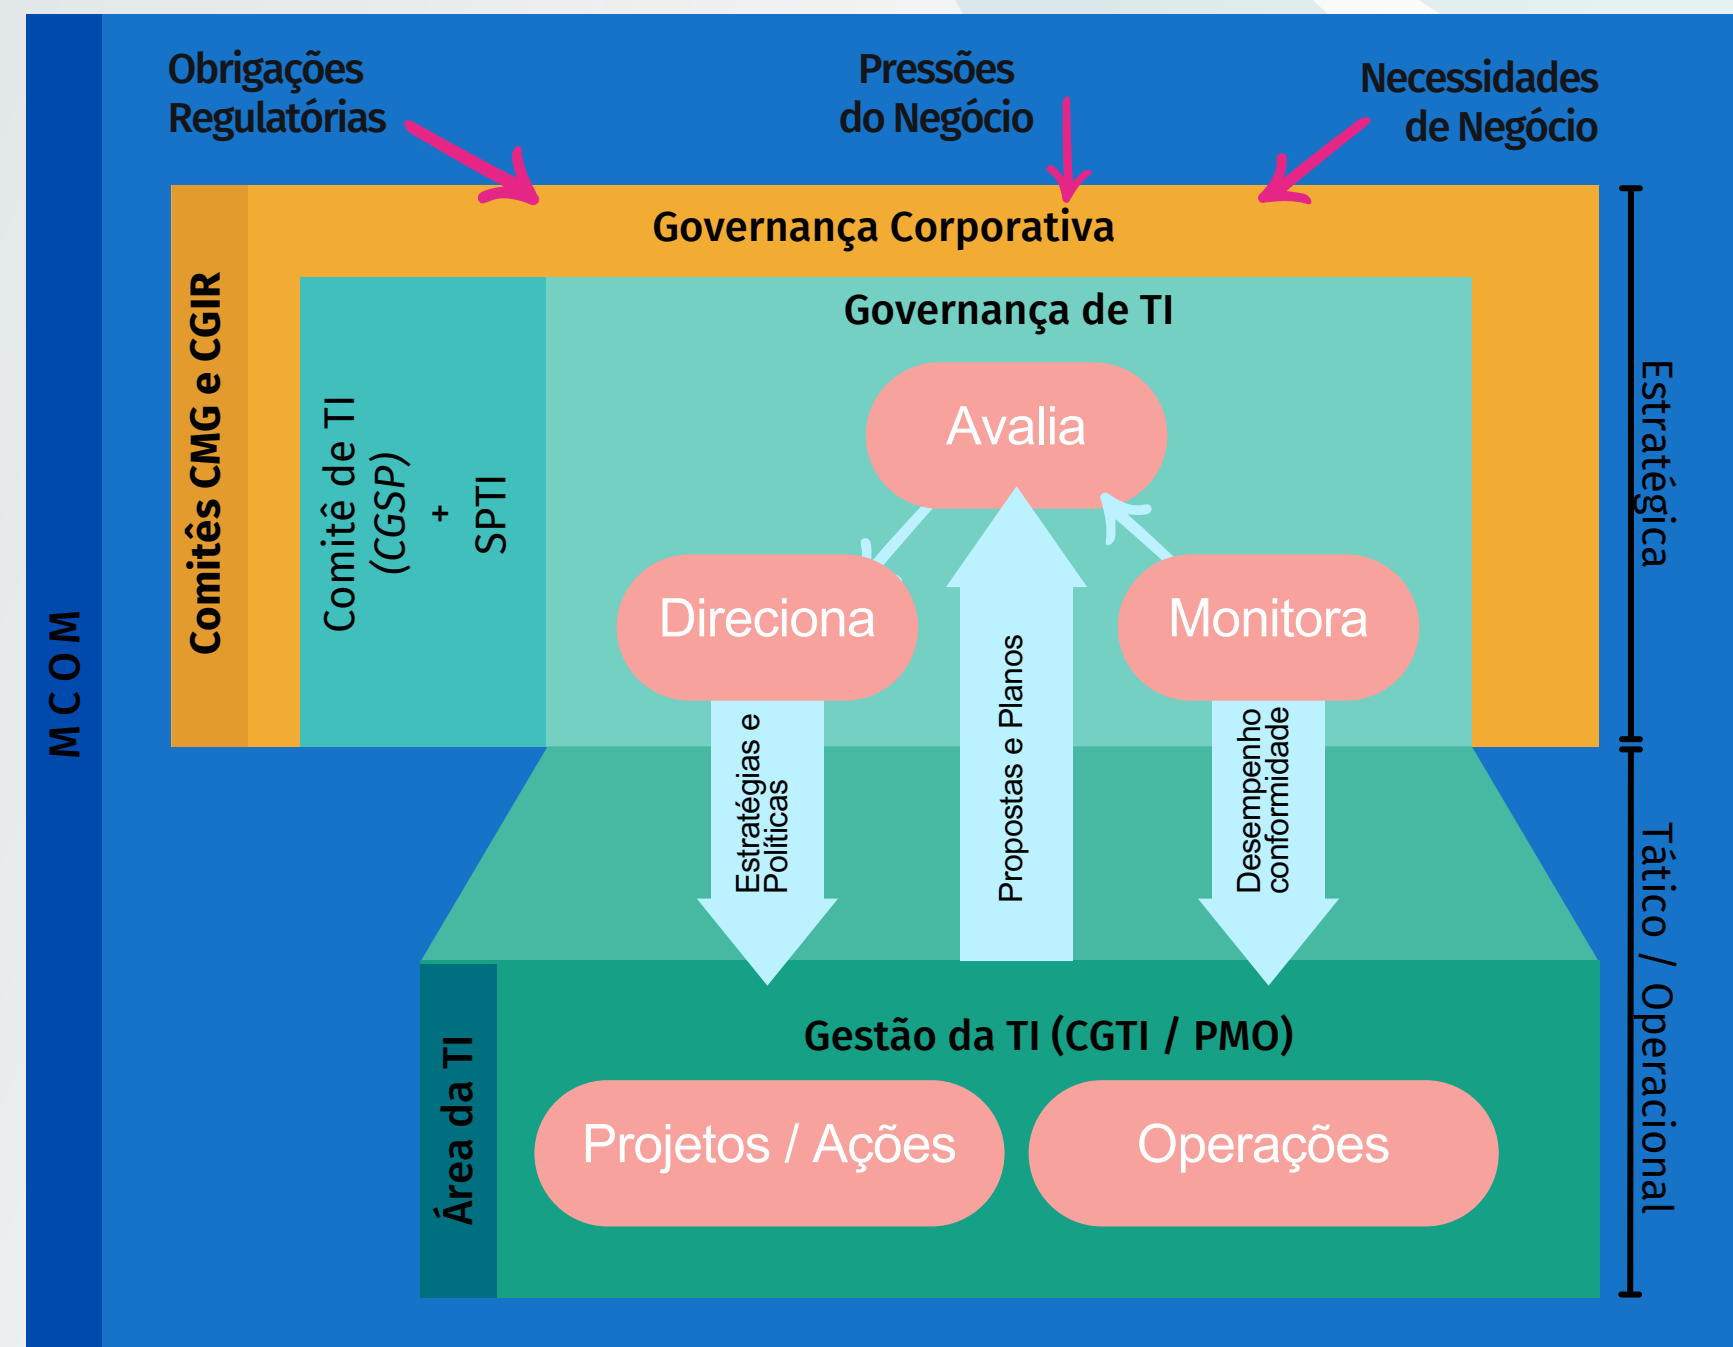 Obrigações
Regulatórias
Pressões
do Negócio
Necessidades
de Negócio
Governança Corporativa
Governança de TI
MCOM
Comitês CMG e CGIR
Comitê de TI
(CGSP)
+
SPTI
Avalia
Direciona
Monitora
Estratégias e
Políticas
Propostas e Planos
Desempenho
conformidade
Estratégica
Tático / Operacional
Área da TI
Gestão da TI (CGTI / PMO)
Projetos / Ações
Operações